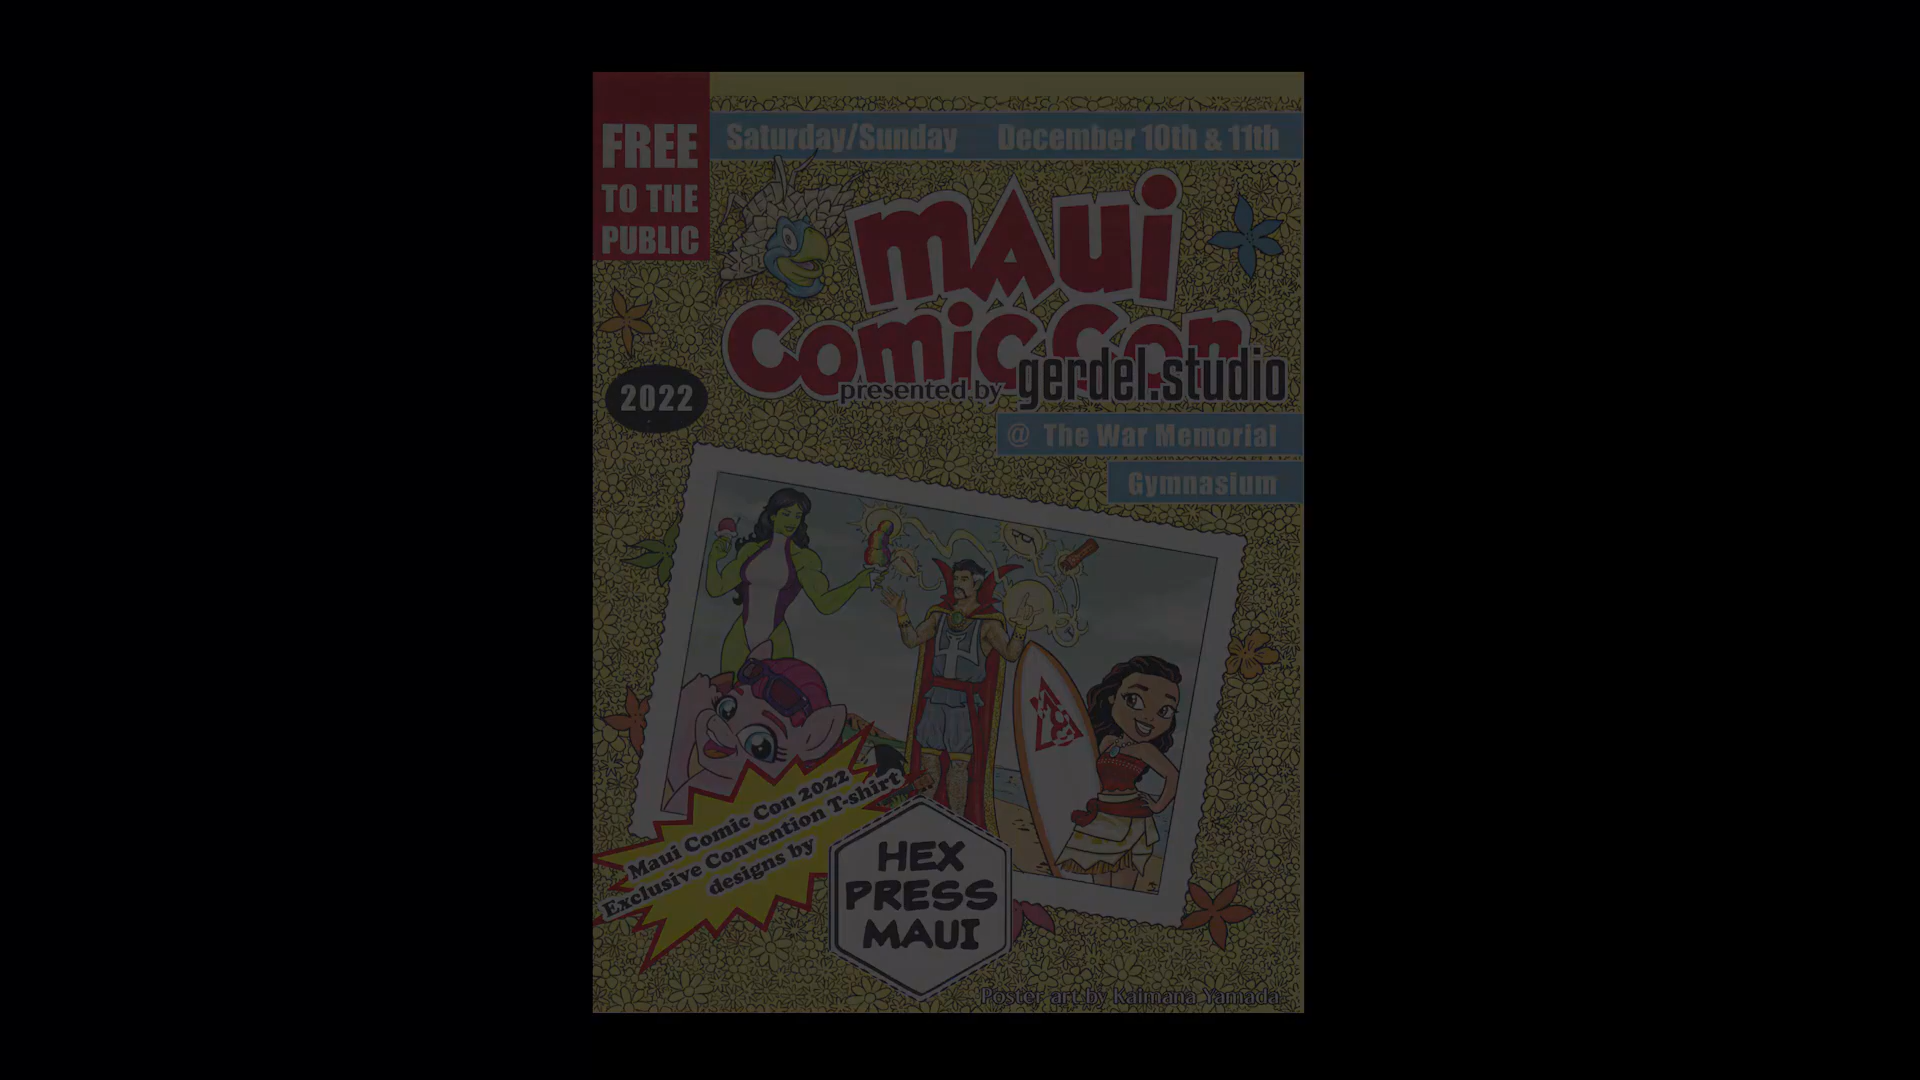 FREE
TO THE
PUBLIC
Saturday/Sunday December 10th & 11th
mAui
ComicCon
presented by gerdel.studio
2022
@ The War Memorial
Gymnasium
Maui Comic Con 2022
Exclusive Convention T-shirt
designs by
HEX
PRESS
MAUI
Poster art by Kaimana Yamada